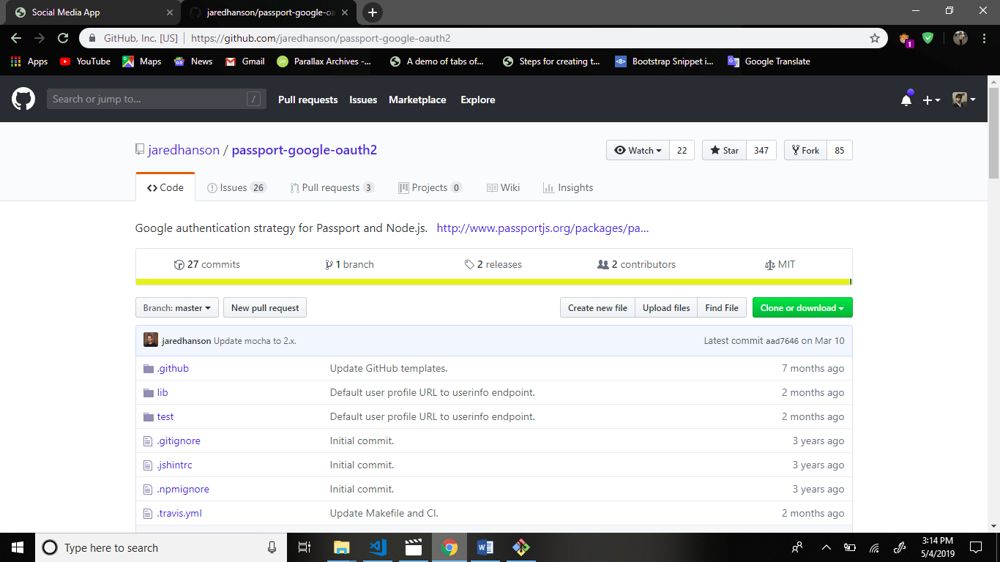 Social Media App
jaredhanson/passport-google-oa
GitHub, Inc. [US] https://github.com/jaredhanson/passport-google-oauth2
1
Apps YouTube Maps News Gmail Parallax Archives -... A demo of tabs of... Steps for creating t... Bootstrap Snippet i... Google Translate
Search or jump to... / Pull requests Issues Marketplace Explore
jaredhanson / passport-google-oauth2
Watch 22 Star 347 Fork 85
Code Issues 26 Pull requests 3 Projects 0 Wiki Insights
Google authentication strategy for Passport and Node.js. http://www.passportjs.org/packages/pa...
27 commits 1 branch 2 releases 2 contributors MIT
Branch: master New pull request Create new file Upload files Find File Clone or download
jaredhanson Update mocha to 2.x. Latest commit aad7646 on Mar 10
.github Update GitHub templates. 7 months ago
lib Default user profile URL to userinfo endpoint. 2 months ago
test Default user profile URL to userinfo endpoint. 2 months ago
.gitignore Initial commit. 3 years ago
.jshintrc Initial commit. 3 years ago
.npmignore Initial commit. 3 years ago
.travis.yml Update Makefile and CI. 2 months ago
Type here to search
3:14 PM
5/4/2019